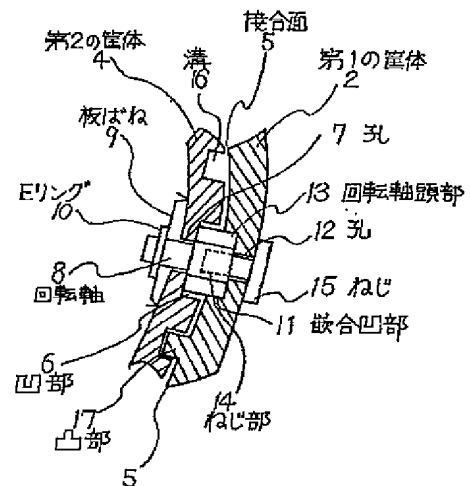 接合面
5
第2の筐体
4
溝
16
第1の筐体
2
板ばね
9
7 孔
Eリング
10
13 回転軸頭部
12 孔
8
回転軸
15 ねじ
11 嵌合凹部
6
凹部
14
ねじ部
17
凸部
5